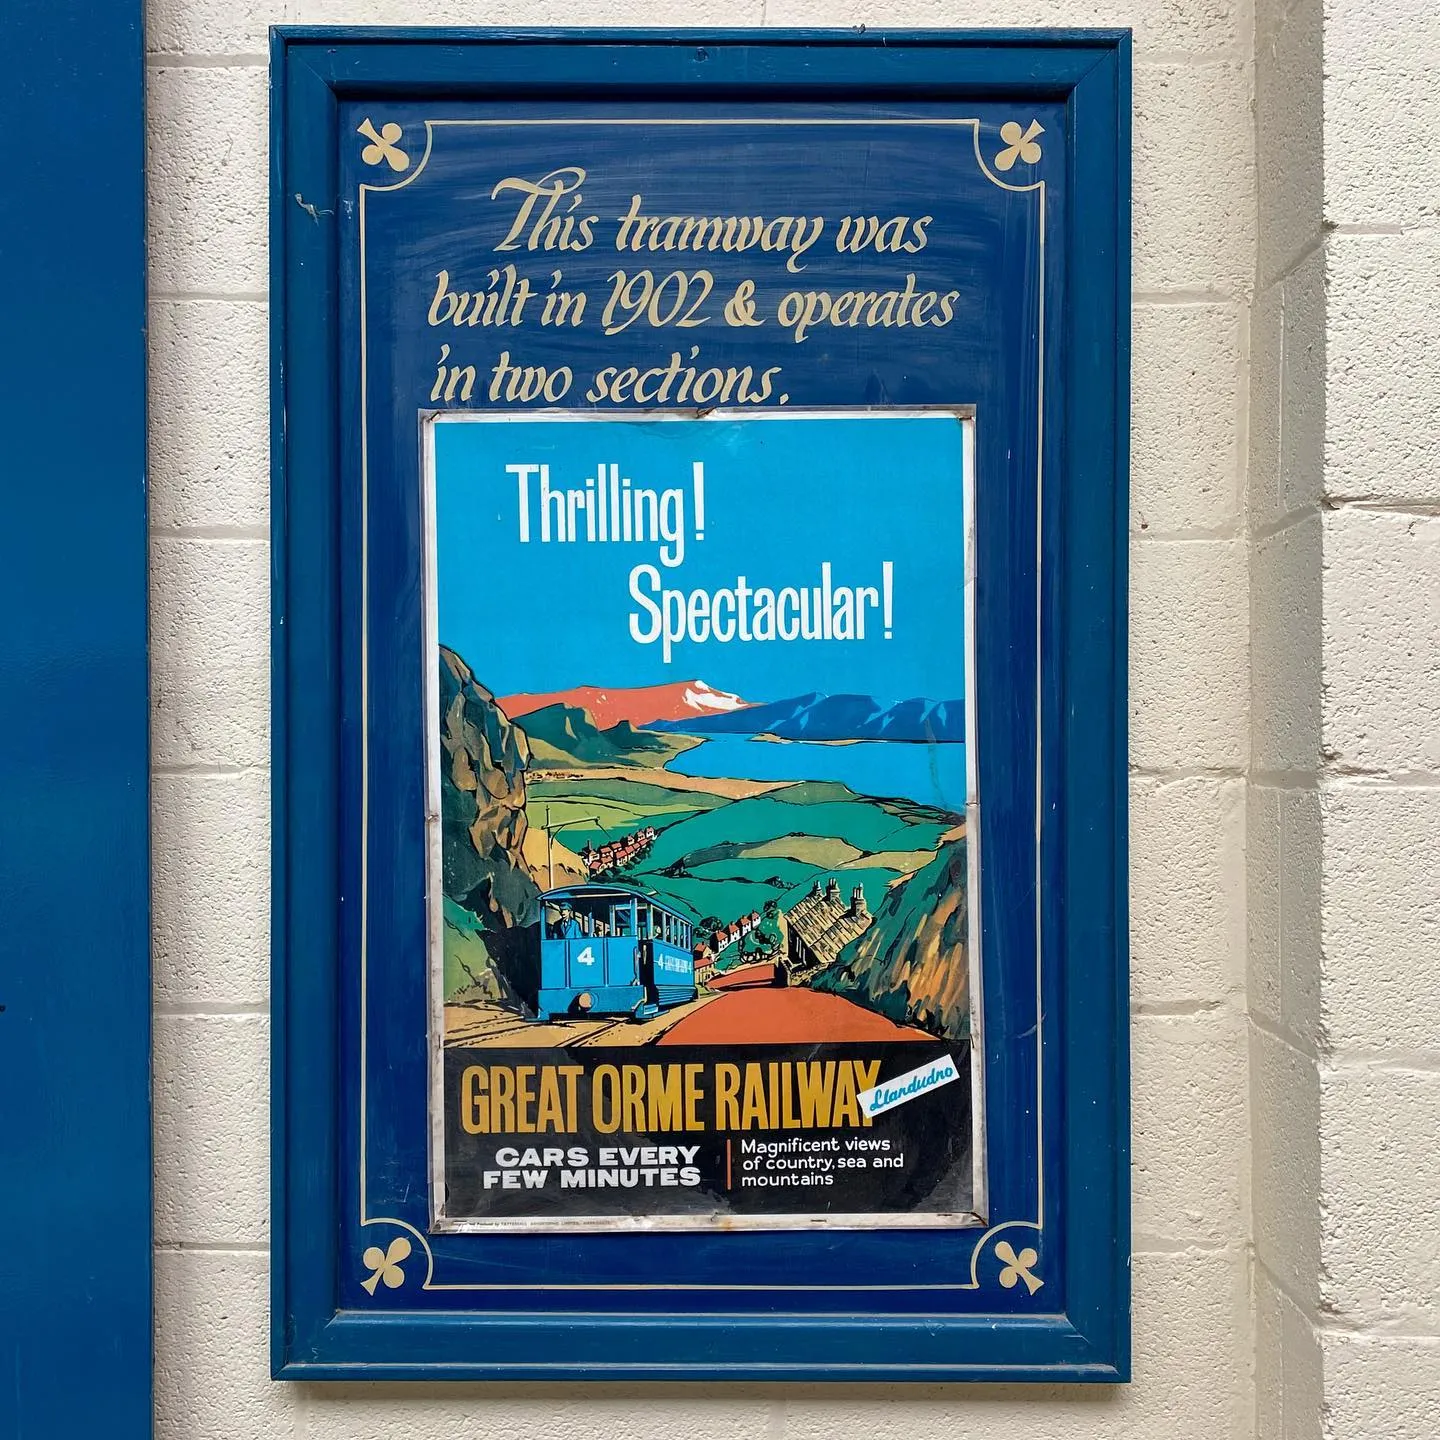 This tramway was
built in 1902 & operates
in two sections.
Thrilling!
Spectacular!
4
4
GREAT ORME RAILWAY
Llandudno
CARS EVERY
FEW MINUTES
Magnificent views
of country, sea and
mountains